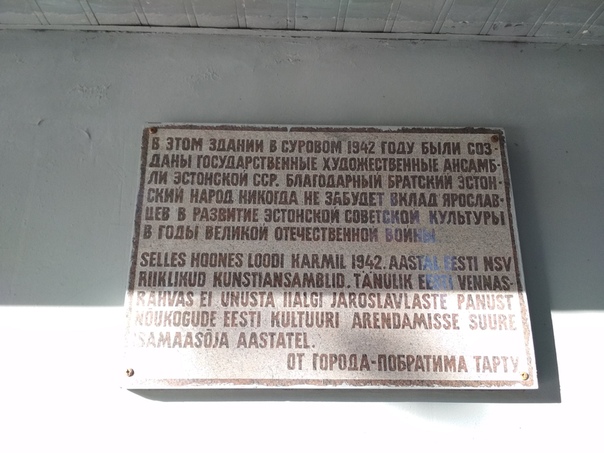 В ЭТОМ ЗДАНИИ В СУРОВОМ 1942 ГОДУ БЫЛИ СОЗ-
ДАНЫ ГОСУДАРСТВЕННЫЕ ХУДОЖЕСТВЕННЫЕ АНСАМБ-
ЛИ ЭСТОНСКОЙ ССР. БЛАГОДАРНЫЙ БРАТСКИЙ ЭСТОН-
СКИЙ НАРОД НИКОГДА НЕ ЗАБУДЕТ ВКЛАД ЯРОСЛАВ-
ЦЕВ В РАЗВИТИЕ ЭСТОНСКОЙ СОВЕТСКОЙ КУЛЬТУРЫ
В ГОДЫ ВЕЛИКОЙ ОТЕЧЕСТВЕННОЙ ВОЙНЫ.
SELLES HOONES LOODI KARMIL 1942. AASTAL EESTI NSV
RIIKLIKUD KUNSTIANSAMBLID. TÄNULIK EESTI VENNAS-
RAHVAS EI UNUSTA IIALGI JAROSLAVLASTE PANUST
NÕUKOGUDE EESTI KULTUURI ARENDAMISSE SUURE
ISAMAASÕJA AASTATEL.
ОТ ГОРОДА-ПОБРАТИМА ТАРТУ